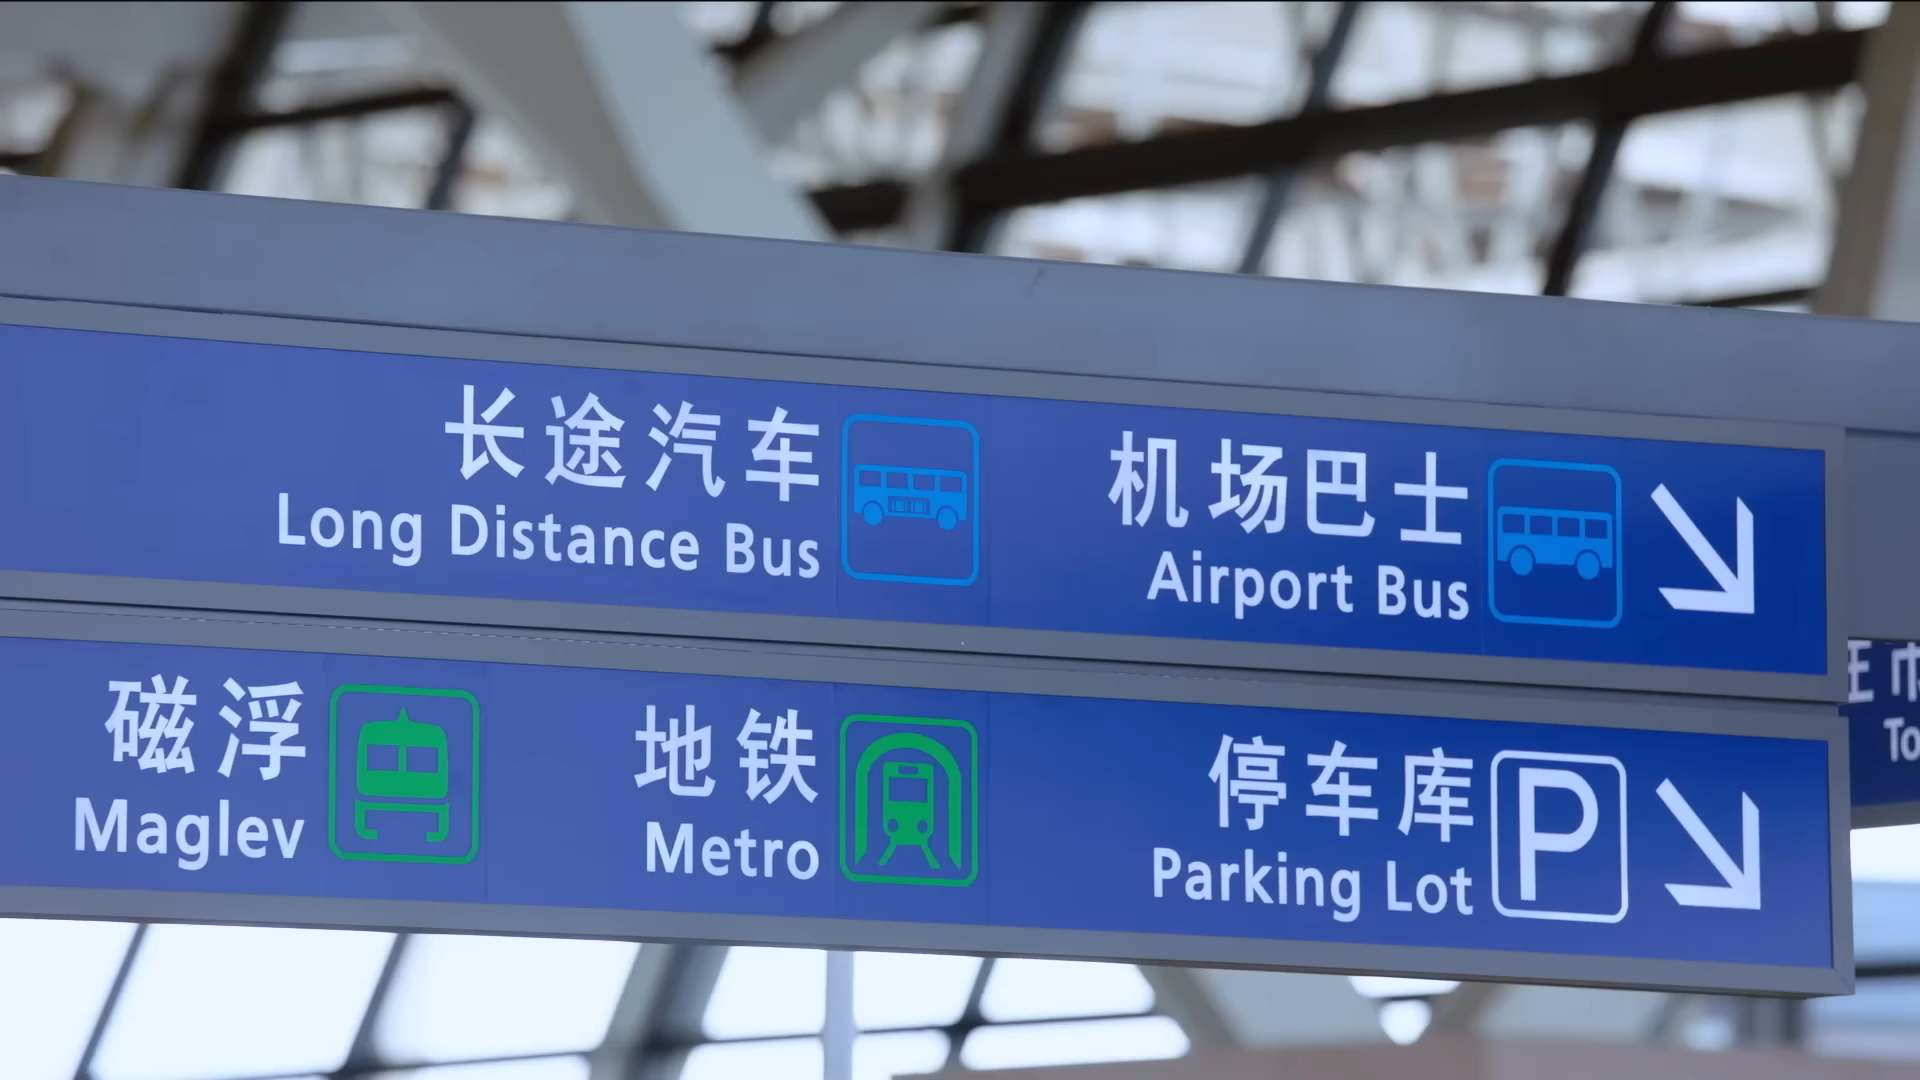 长途汽车
Long Distance Bus
机场巴士
Airport Bus
磁浮
Maglev
地铁
Metro
停车库
Parking Lot
P